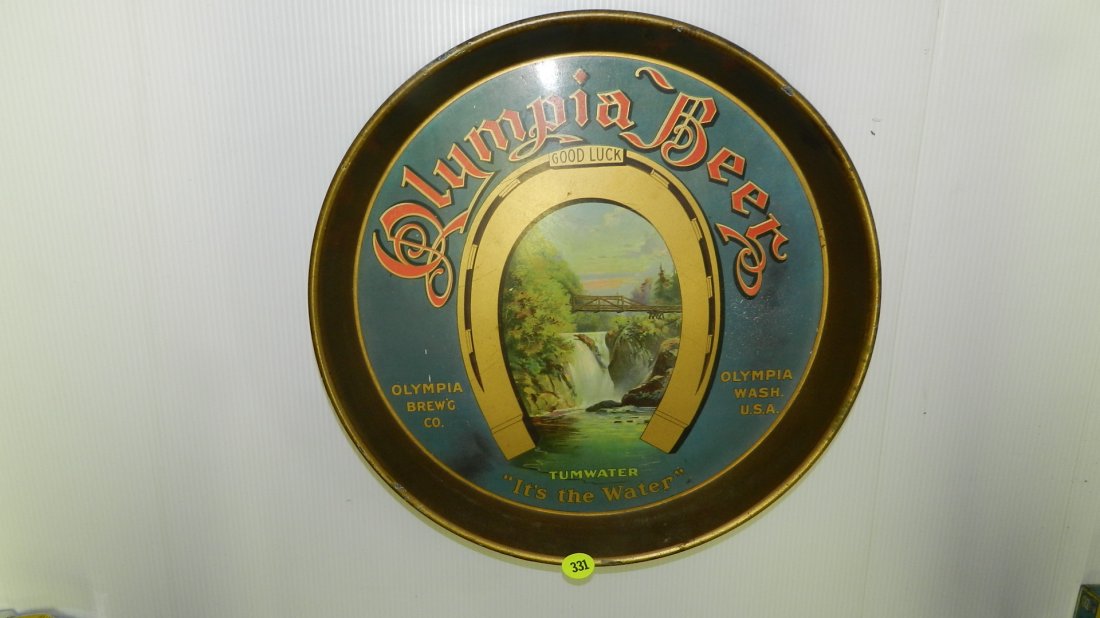 Olympia Beer
GOOD LUCK
OLYMPIA
BREW'G
CO.
OLYMPIA
WASH.
U.S.A.
TUMWATER
"It's the Water"
331